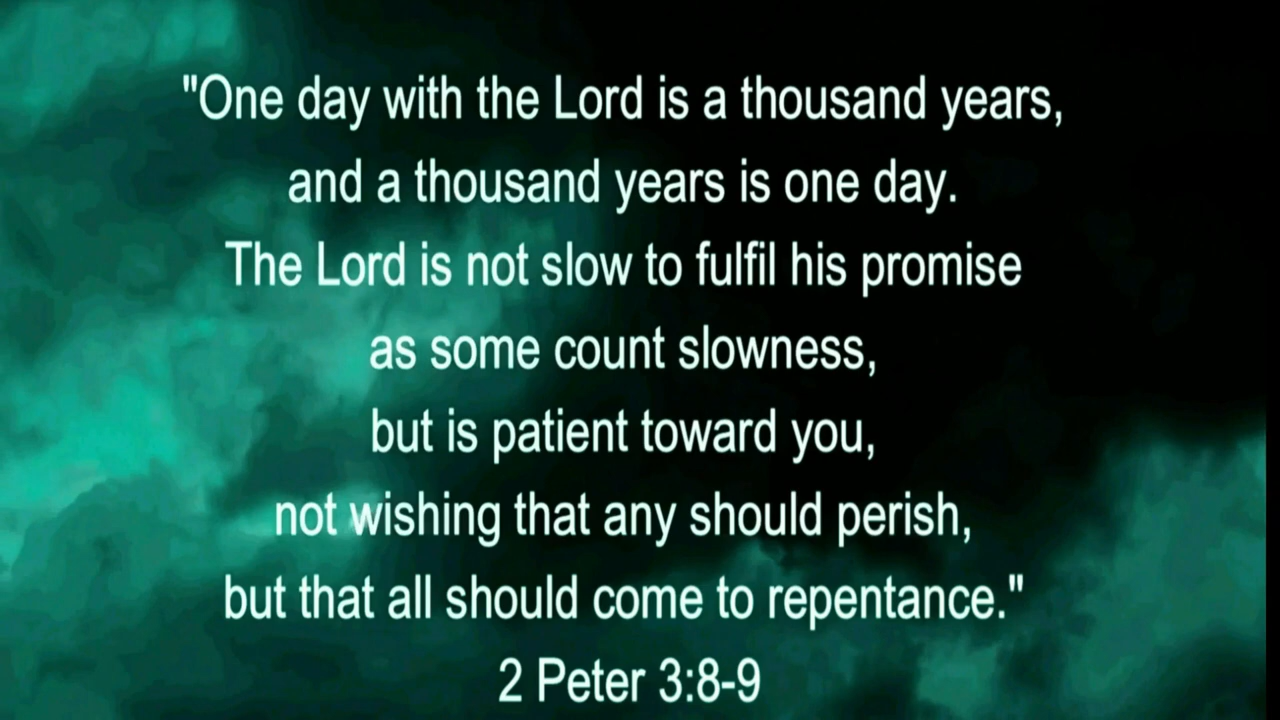 "One day with the Lord is a thousand years,
and a thousand years is one day.
The Lord is not slow to fulfil his promise
as some count slowness,
but is patient toward you,
not wishing that any should perish,
but that all should come to repentance."
2 Peter 3:8-9